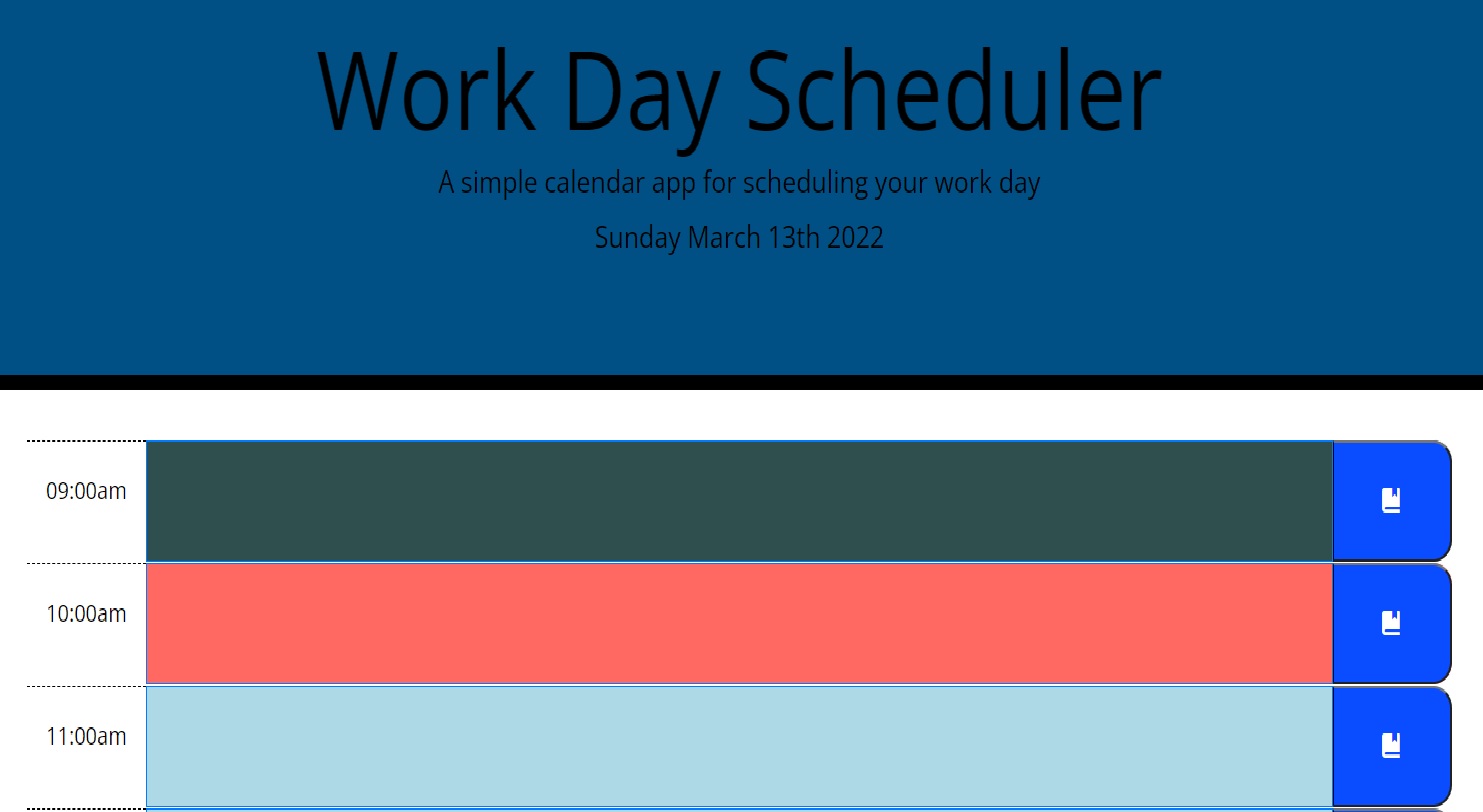 Work Day Scheduler
A simple calendar app for scheduling your work day
Sunday March 13th 2022
09:00am
10:00am
11:00am